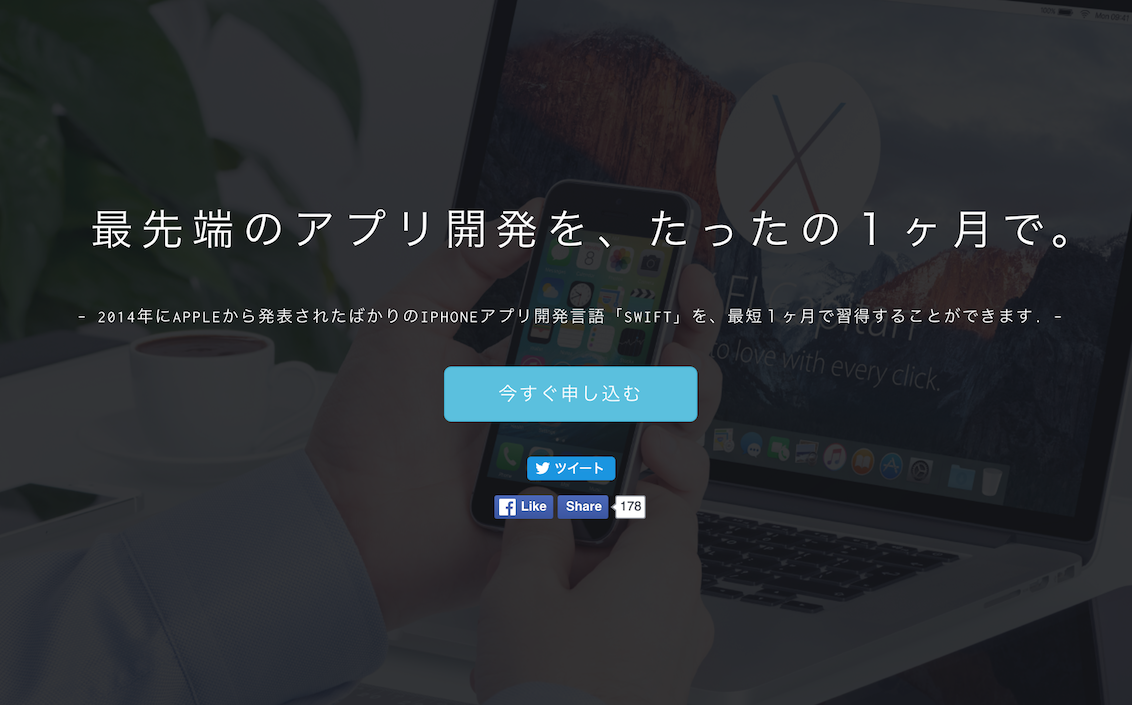 100% Mon 09:41
最先端のアプリ開発を、たったの１ヶ月で。
El Capitan
- 2014年にAPPLEから発表されたばかりのIPHONEアプリ開発言語「SWIFT」を、最短１ヶ月で習得することができます. -
to love with every click.
今すぐ申し込む
ツイート
Like Share 178